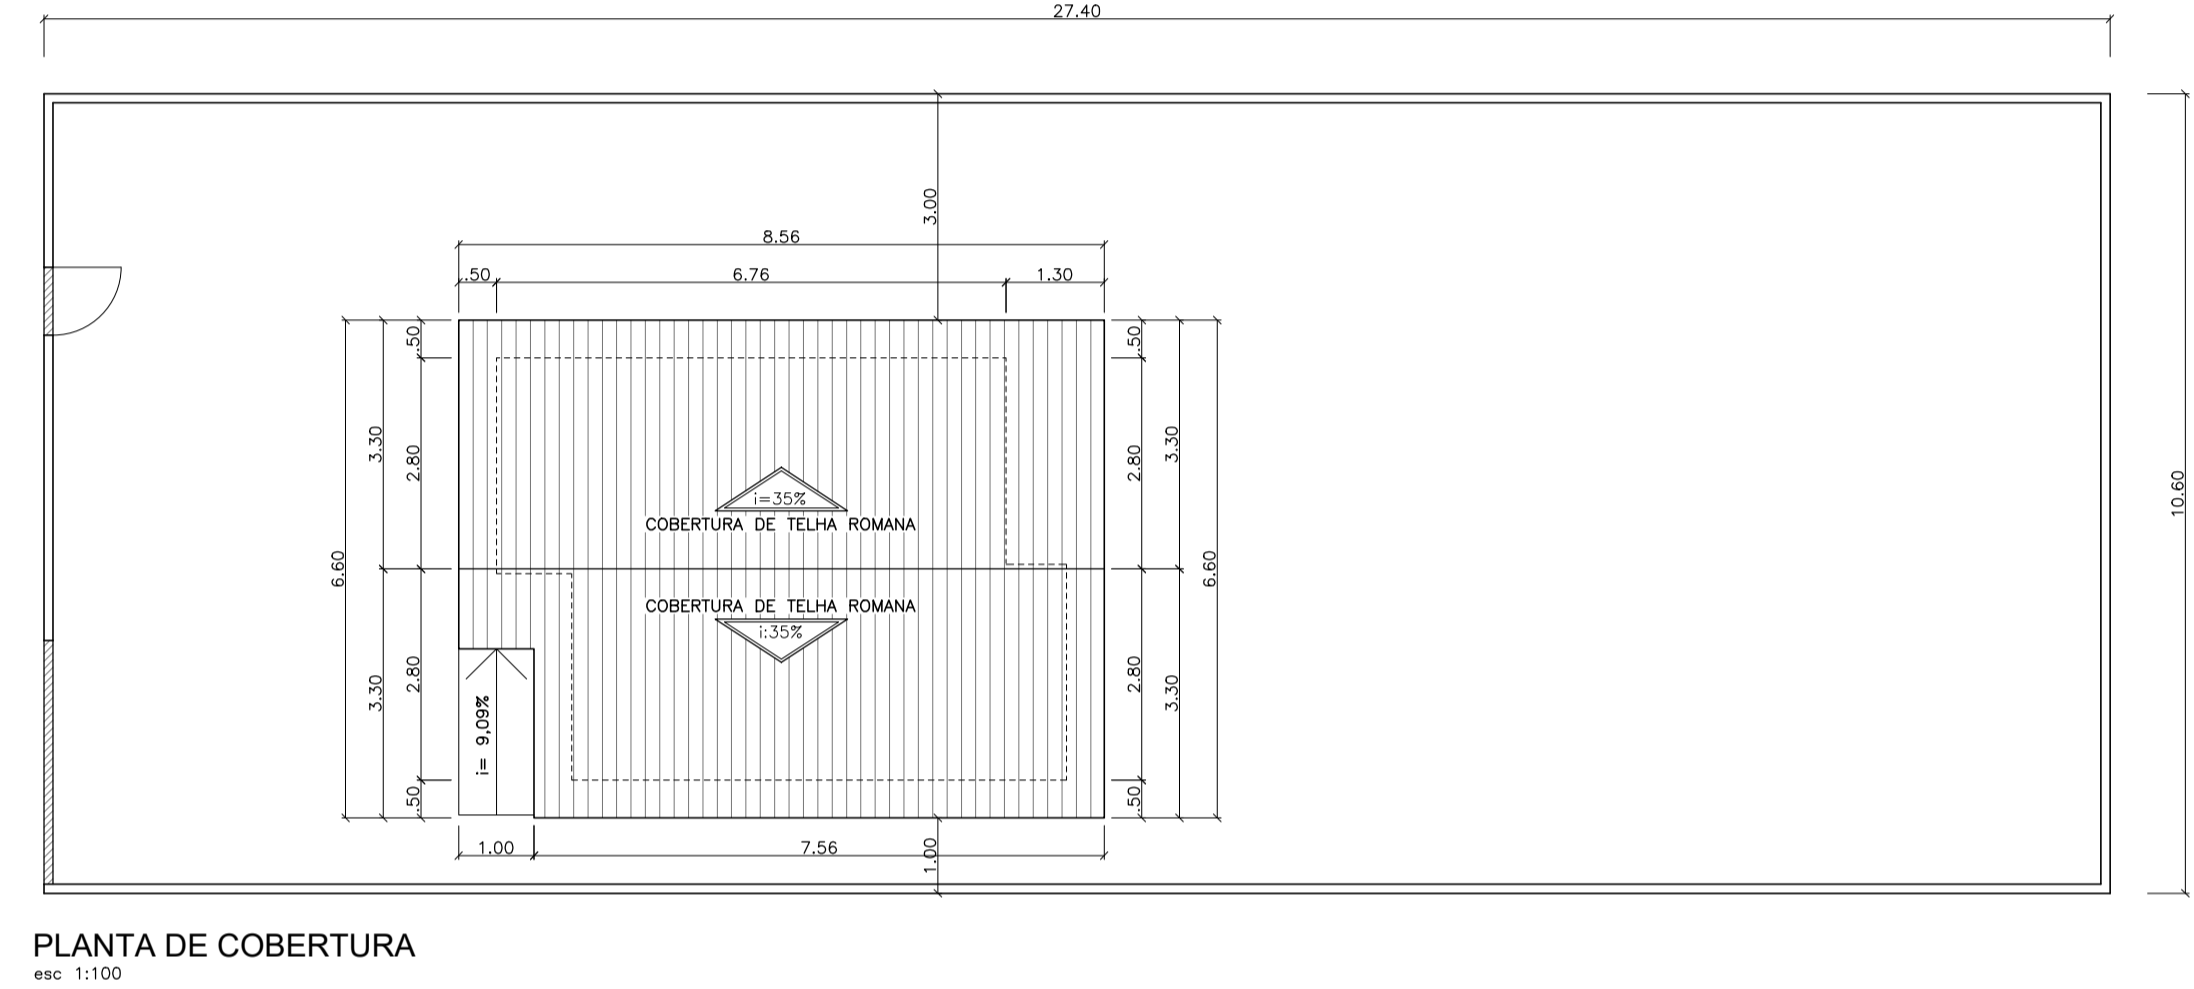 27.40
3.00
8.56
.50 6.76 1.30
.50
3.30
2.80
6.60
3.30
2.80
.50
.50
2.80
3.30
6.60
2.80
3.30
.50
10.60
i=35%
COBERTURA DE TELHA ROMANA
COBERTURA DE TELHA ROMANA
i:35%
i= 9,09%
1.00 7.56
1.00
PLANTA DE COBERTURA
esc 1:100